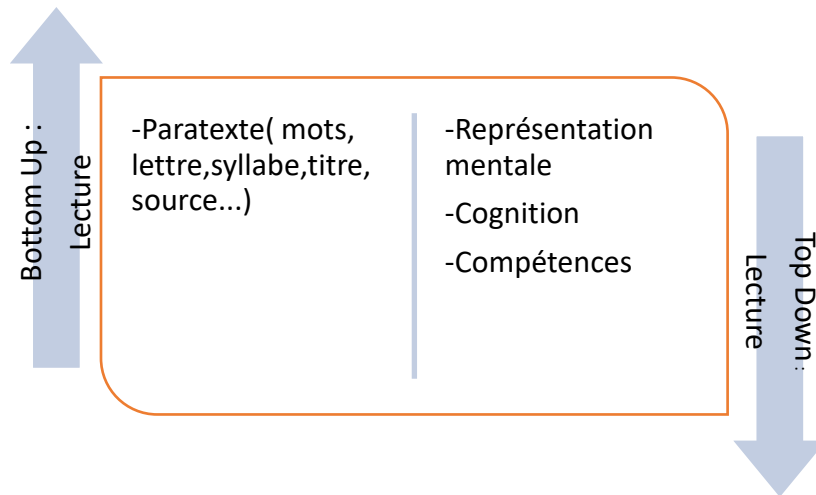 Bottom Up :
Lecture
-Paratexte( mots,
lettre,syllabe,titre,
source...)
-Représentation
mentale
-Cognition
-Compétences
Top Down :
Lecture